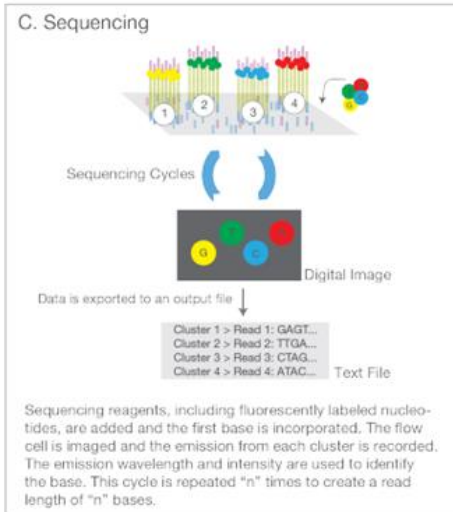 C. Sequencing
1
2
3
4
G
Sequencing Cycles
T
G
C
Digital Image
Data is exported to an output file
Cluster 1 > Read 1: GAGT...
Cluster 2 > Read 2: TTGA...
Cluster 3 > Read 3: CTAG...
Cluster 4 > Read 4: ATAC...
Text File
Sequencing reagents, including fluorescently labeled nucleo-
tides, are added and the first base is incorporated. The flow
cell is imaged and the emission from each cluster is recorded.
The emission wavelength and intensity are used to identify
the base. This cycle is repeated “n” times to create a read
length of “n” bases.